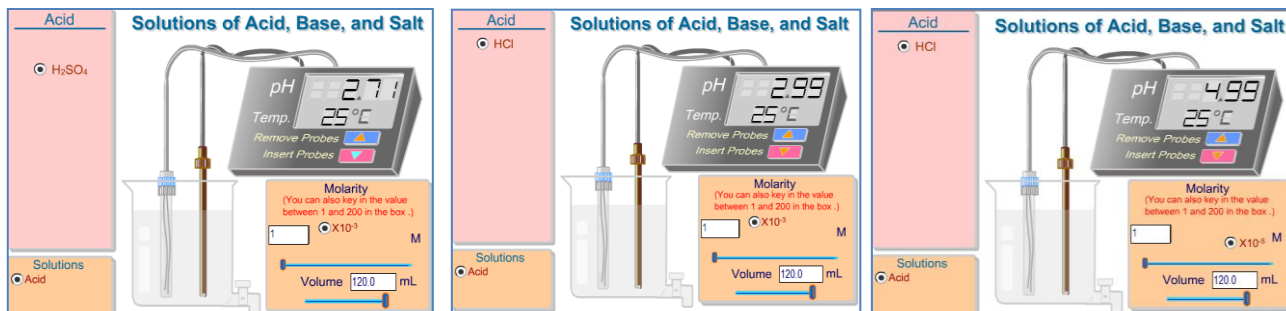 Acid
H₂SO₄
Solutions
Acid
Solutions of Acid, Base, and Salt
pH 2.71
Temp. 25°C
Remove Probes
Insert Probes
Molarity
(You can also key in the value
between 1 and 200 in the box .)
1 X10⁻³ M
Volume 120.0 mL
Acid
HCl
Solutions
Acid
Solutions of Acid, Base, and Salt
pH 2.99
Temp. 25°C
Remove Probes
Insert Probes
Molarity
(You can also key in the value
between 1 and 200 in the box .)
1 X10⁻³ M
Volume 120.0 mL
Acid
HCl
Solutions
Acid
Solutions of Acid, Base, and Salt
pH 4.99
Temp. 25°C
Remove Probes
Insert Probes
Molarity
(You can also key in the value
between 1 and 200 in the box .)
1 X10⁻⁵ M
Volume 120.0 mL